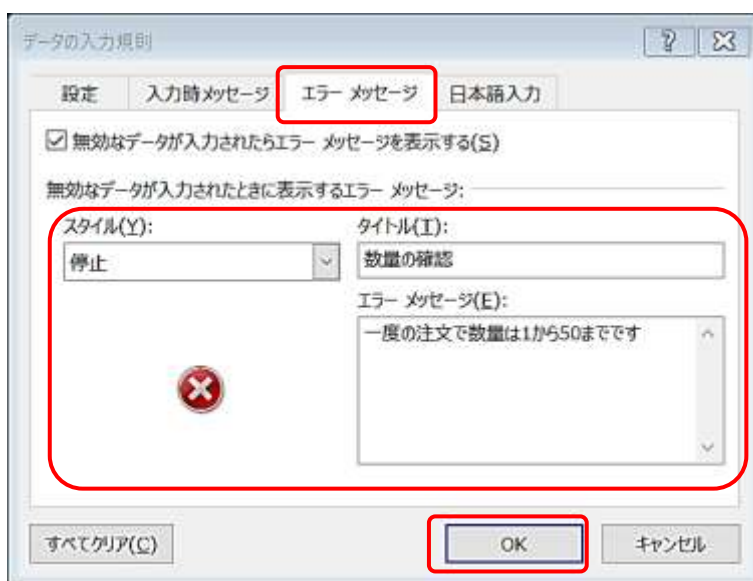 データの入力規則
設定 入力時メッセージ エラー メッセージ 日本語入力
無効なデータが入力されたらエラー メッセージを表示する(S)
無効なデータが入力されたときに表示するエラー メッセージ:
スタイル(Y): タイトル(T):
停止 数量の確認
エラー メッセージ(E):
一度の注文で数量は1から50までです
すべてクリア(C) OK キャンセル